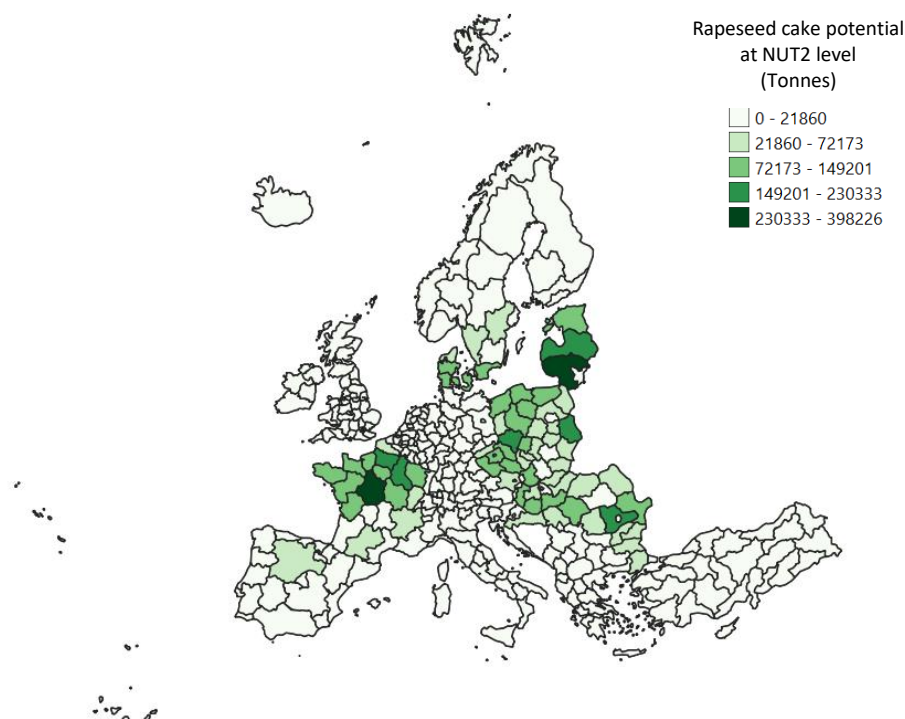 Rapeseed cake potential
at NUT2 level
(Tonnes)
0 - 21860
21860 - 72173
72173 - 149201
149201 - 230333
230333 - 398226